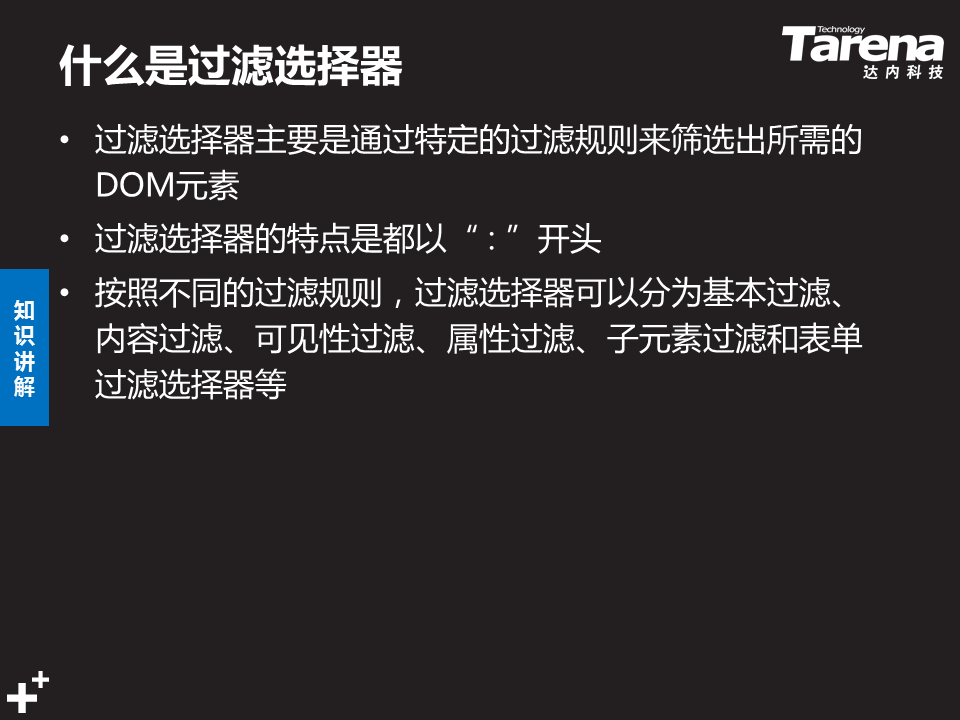 什么是过滤选择器
Technology
Tarena
达内科技
• 过滤选择器主要是通过特定的过滤规则来筛选出所需的
DOM元素
• 过滤选择器的特点是都以“:”开头
• 按照不同的过滤规则，过滤选择器可以分为基本过滤、
内容过滤、可见性过滤、属性过滤、子元素过滤和表单
过滤选择器等
知
识
讲
解